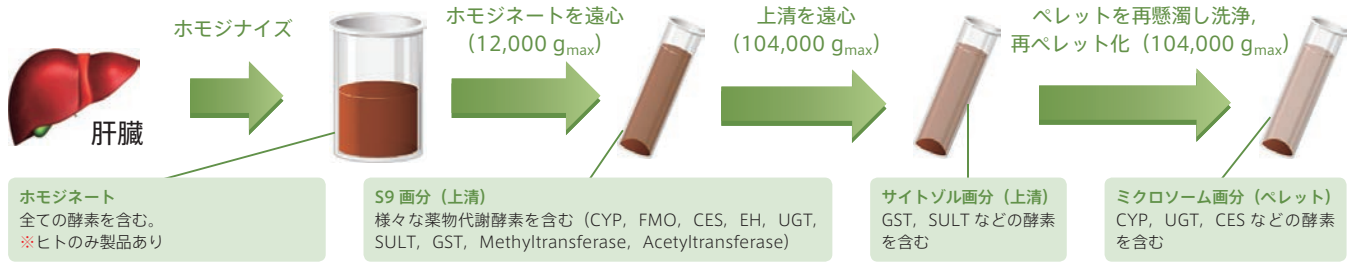 ホモジナイズ
ホモジネートを遠心
（12,000 gmax）
上清を遠心
（104,000 gmax）
ペレットを再懸濁し洗浄，
再ペレット化（104,000 gmax）
肝臓
ホモジネート
全ての酵素を含む。
※ヒトのみ製品あり
S9 画分（上清）
様々な薬物代謝酵素を含む（CYP，FMO，CES，EH，UGT，
SULT，GST，Methyltransferase，Acetyltransferase）
サイトゾル画分（上清）
GST，SULT などの酵素
を含む
ミクロソーム画分（ペレット）
CYP，UGT，CES などの酵素
を含む